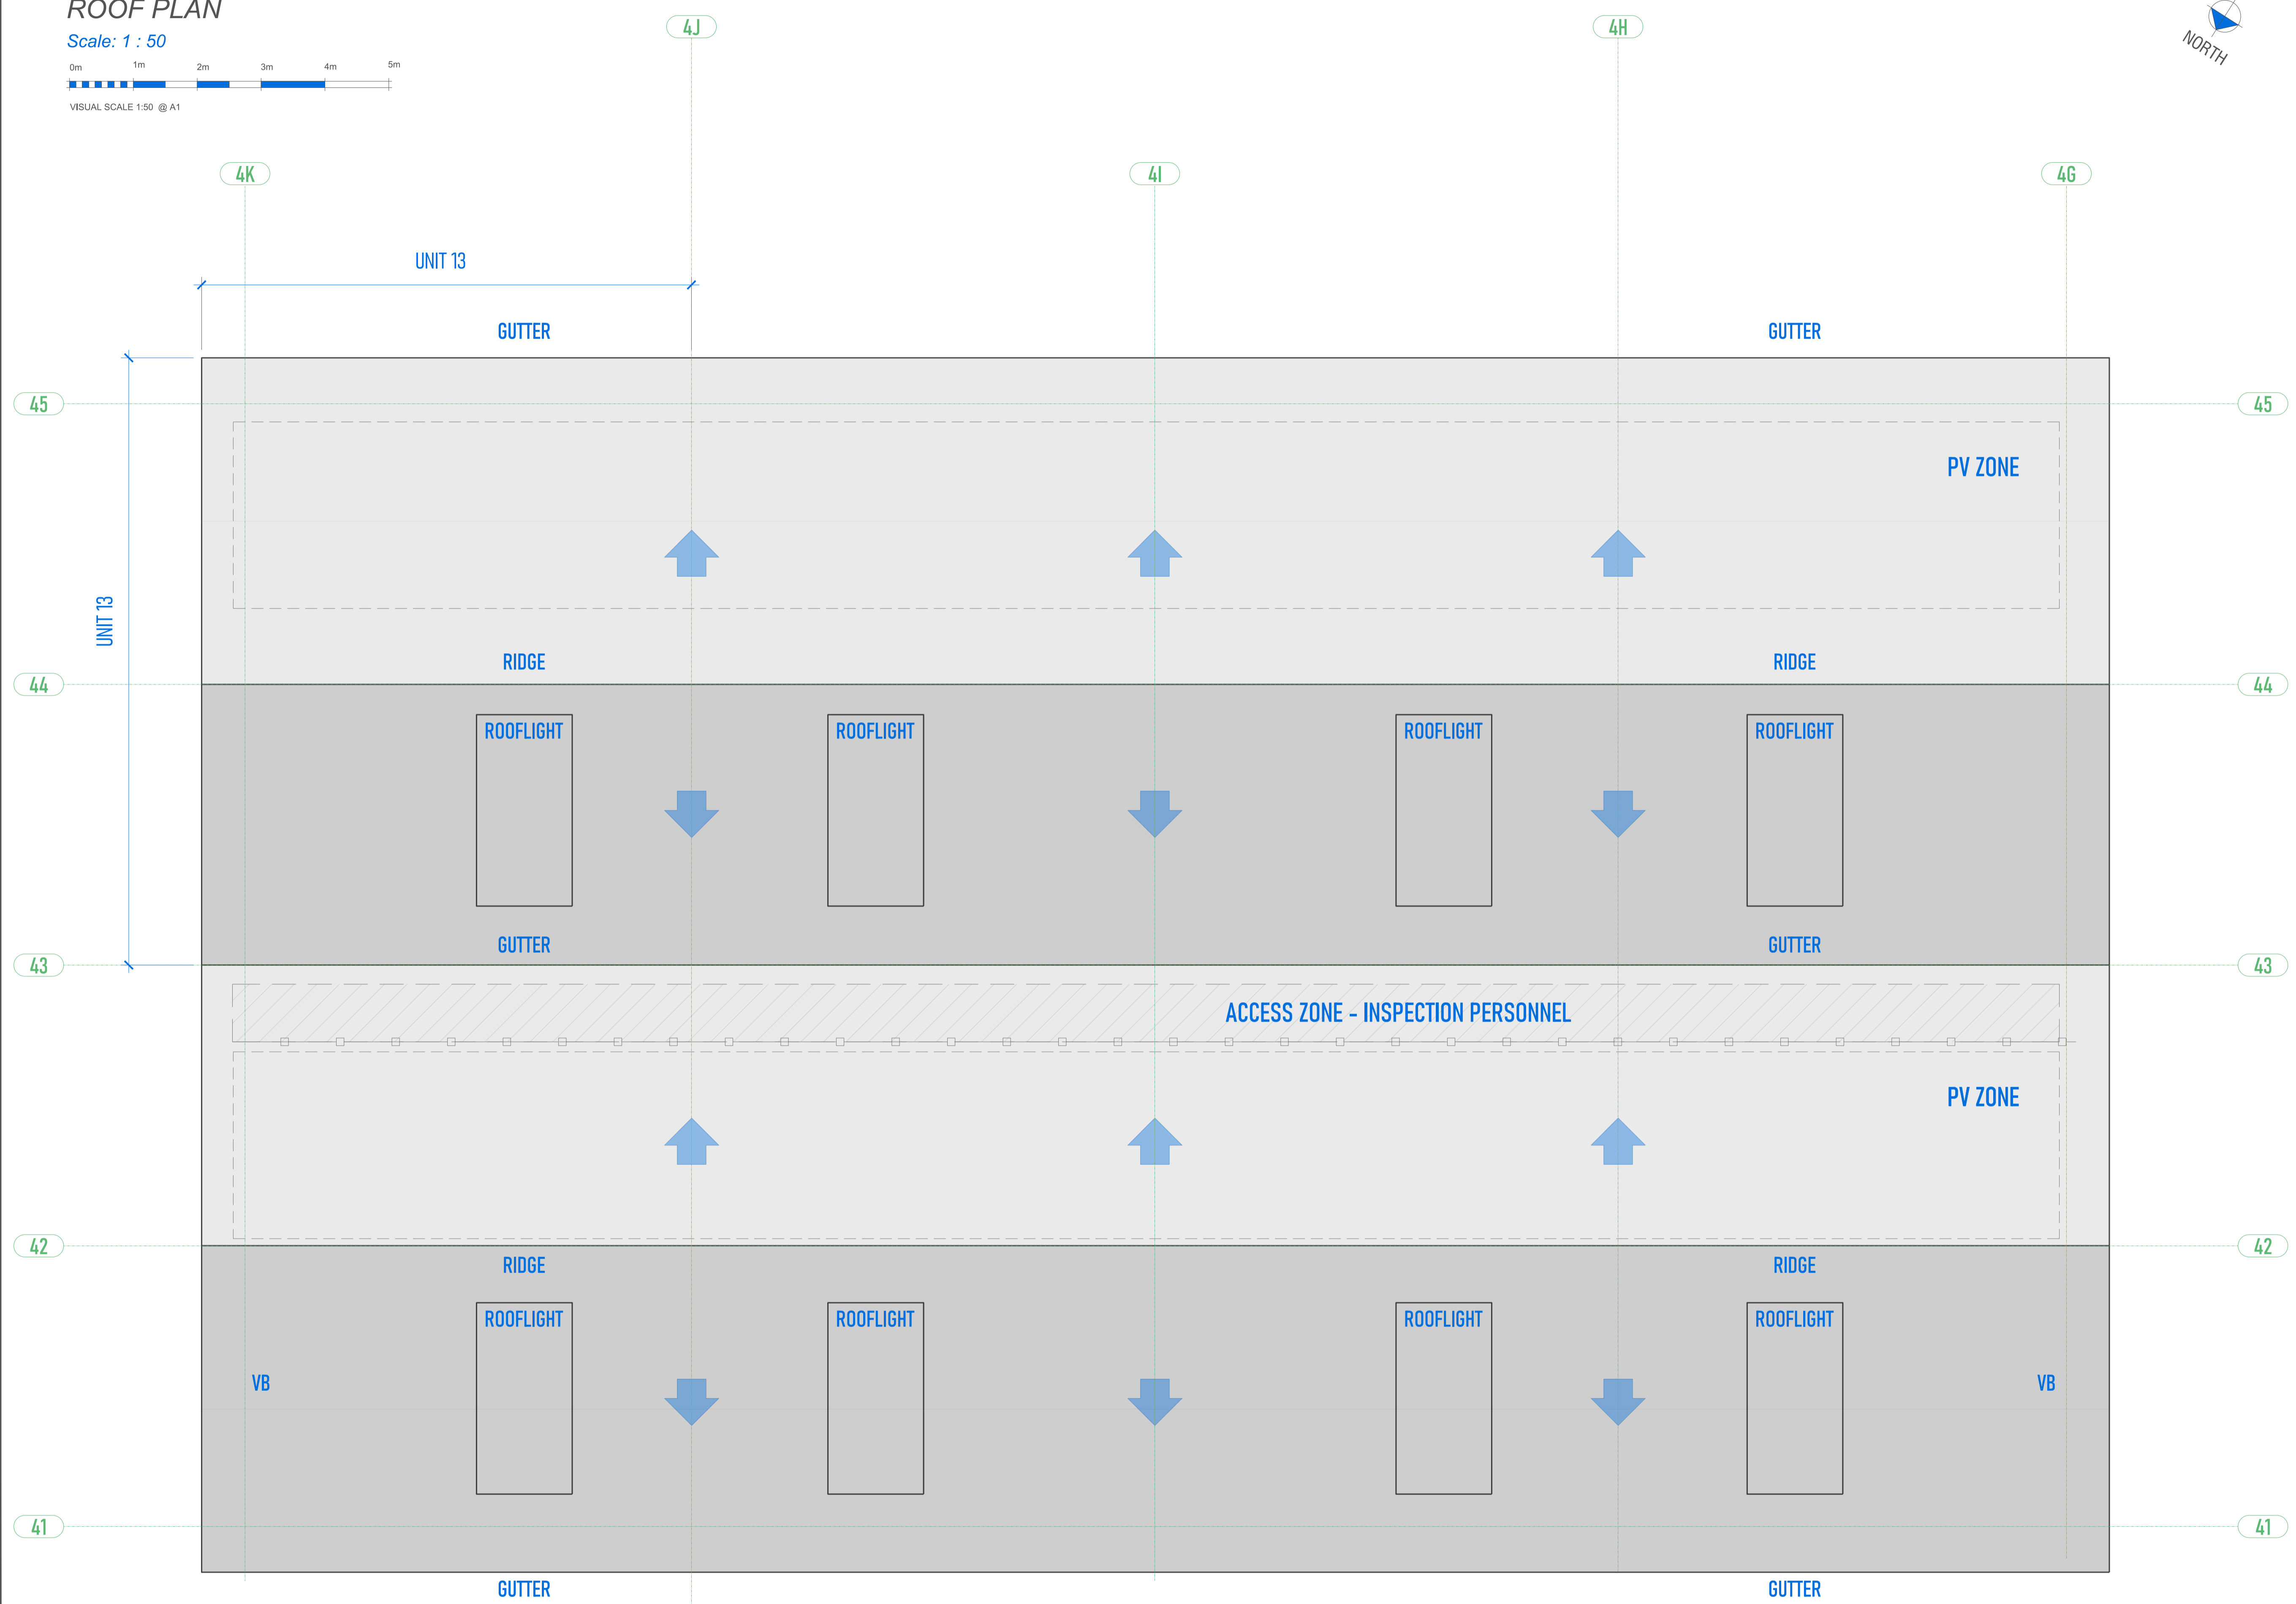 ROOF PLAN
Scale: 1 : 50
0m 1m 2m 3m 4m 5m
VISUAL SCALE 1:50 @ A1
NORTH
4J 4H
4K 4I 4G
UNIT 13
GUTTER GUTTER
45 45
PV ZONE
UNIT 13
RIDGE RIDGE
44 44
ROOFLIGHT ROOFLIGHT ROOFLIGHT ROOFLIGHT
GUTTER GUTTER
43 43
ACCESS ZONE - INSPECTION PERSONNEL
PV ZONE
42 42
RIDGE RIDGE
ROOFLIGHT ROOFLIGHT ROOFLIGHT ROOFLIGHT
VB VB
41 41
GUTTER GUTTER